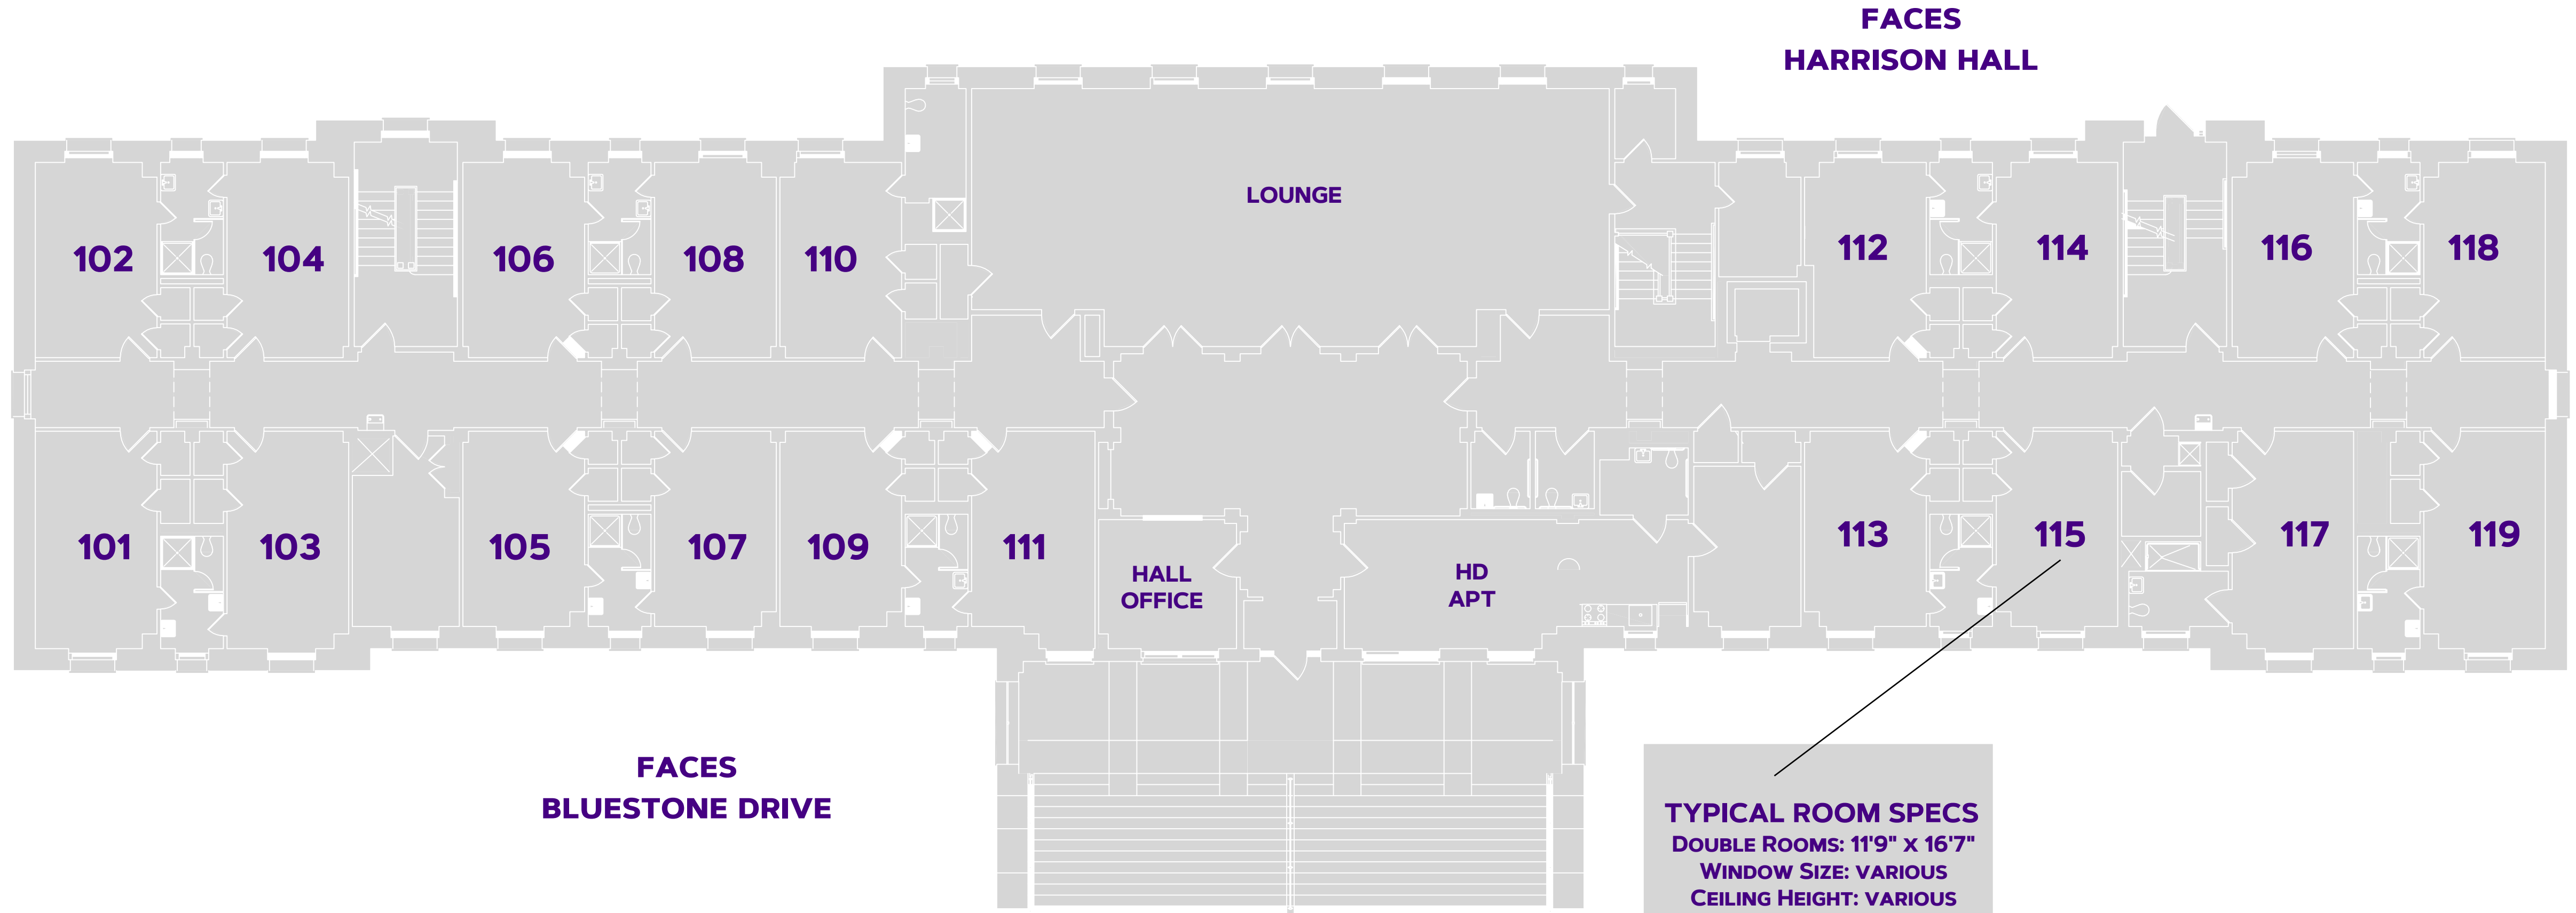 FACES
HARRISON HALL
LOUNGE
102
104
106
108
110
112
114
116
118
101
103
105
107
109
111
HALL
OFFICE
HD
APT
113
115
117
119
FACES
BLUESTONE DRIVE
TYPICAL ROOM SPECS
DOUBLE ROOMS: 11'9" X 16'7"
WINDOW SIZE: VARIOUS
CEILING HEIGHT: VARIOUS